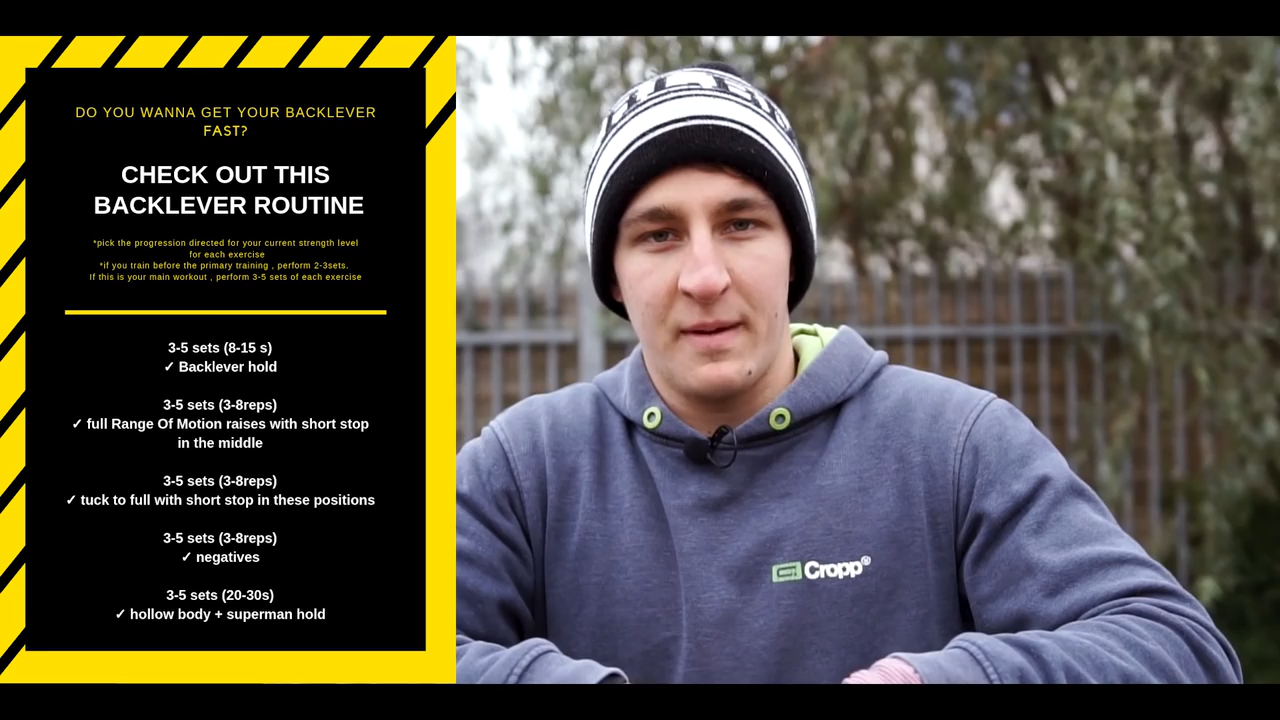 DO YOU WANNA GET YOUR BACKLEVER
FAST?
CHECK OUT THIS
BACKLEVER ROUTINE
*pick the progression directed for your current strength level
for each exercise
*if you train before the primary training , perform 2-3sets.
If this is your main workout , perform 3-5 sets of each exercise
3-5 sets (8-15 s)
✓ Backlever hold
3-5 sets (3-8reps)
✓ full Range Of Motion raises with short stop
in the middle
3-5 sets (3-8reps)
✓ tuck to full with short stop in these positions
3-5 sets (3-8reps)
✓ negatives
3-5 sets (20-30s)
✓ hollow body + superman hold
Cropp®